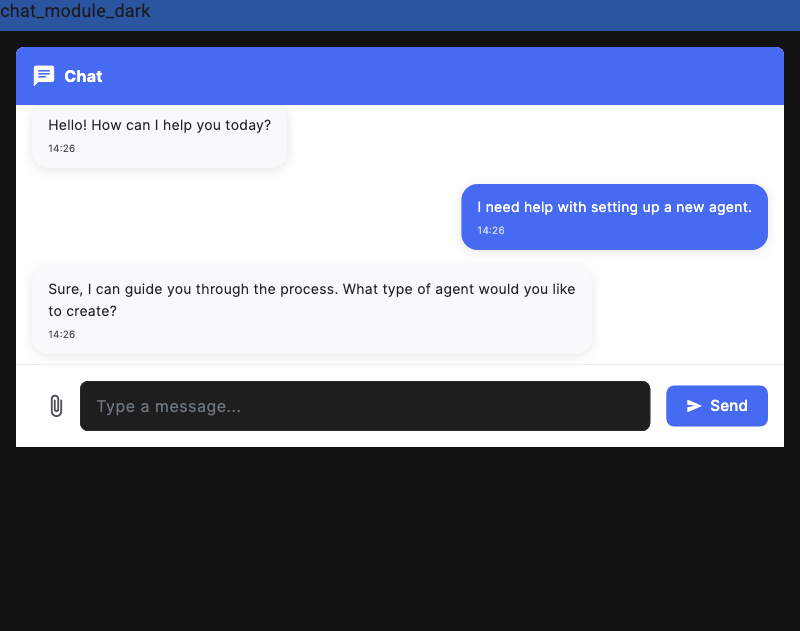 chat_module_dark
Chat
Hello! How can I help you today?
14:26
I need help with setting up a new agent.
14:26
Sure, I can guide you through the process. What type of agent would you like
to create?
14:26
Type a message...
Send